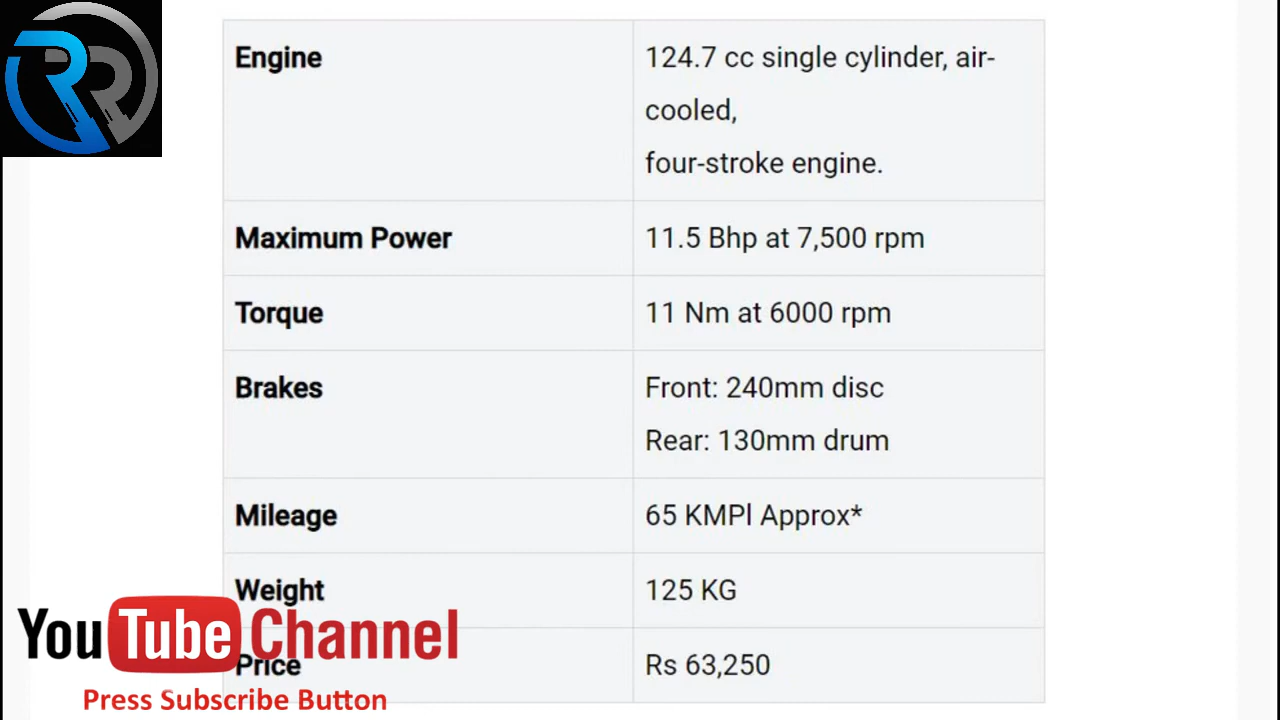 RR
Engine 124.7 cc single cylinder, air-
cooled,
four-stroke engine.
Maximum Power 11.5 Bhp at 7,500 rpm
Torque 11 Nm at 6000 rpm
Brakes Front: 240mm disc
Rear: 130mm drum
Mileage 65 KMPl Approx*
Weight 125 KG
YouTube Channel
Price Rs 63,250
Press Subscribe Button